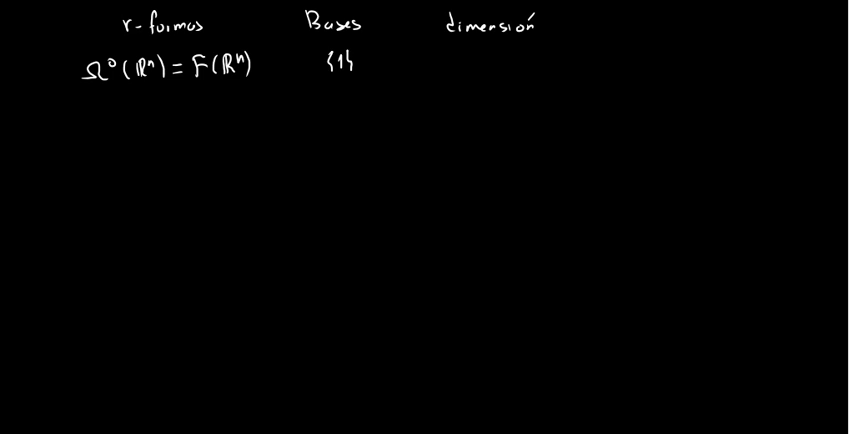 r-formas Bases dimensión
Ω⁰(ℝⁿ) = F(ℝⁿ) {1}